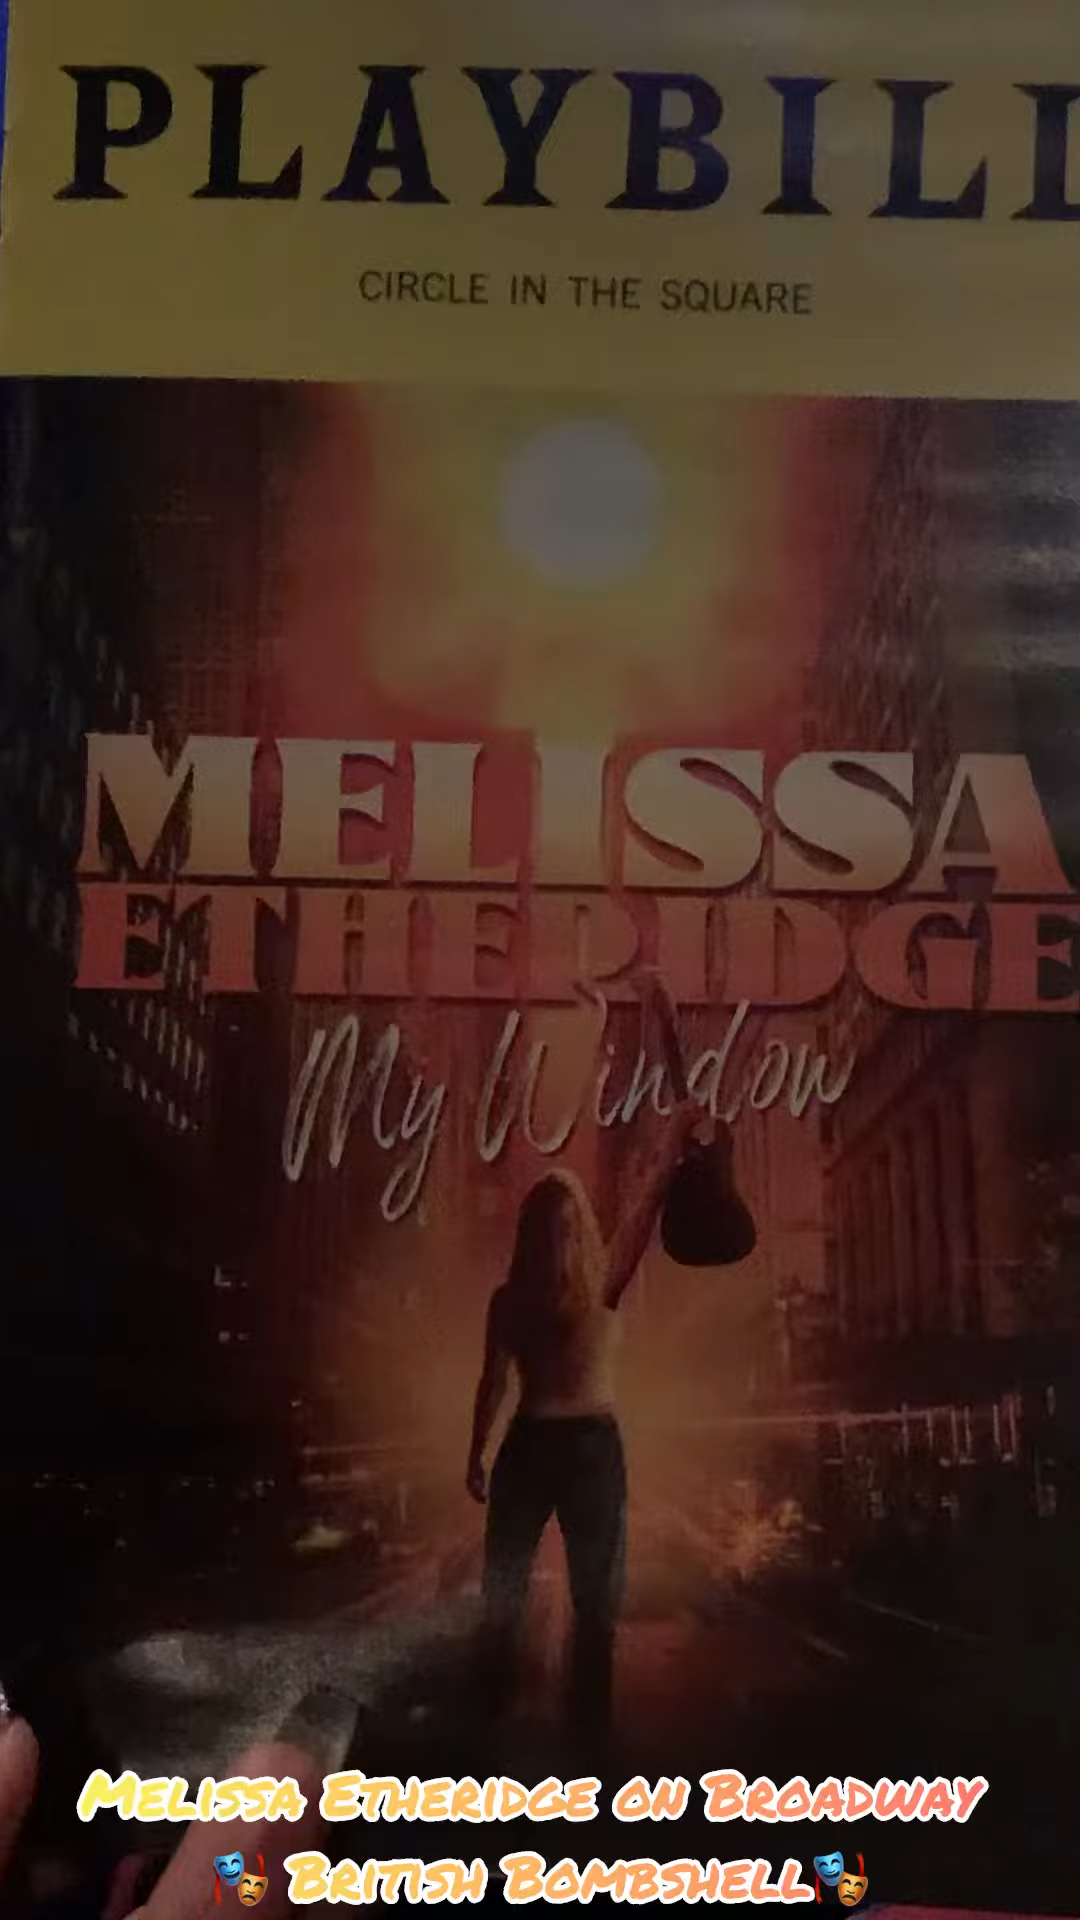 PLAYBILL
CIRCLE IN THE SQUARE
MELISSA
ETHERIDGE
My Window
MELISSA ETHERIDGE ON BROADWAY
🎭 BRITISH BOMBSHELL🎭